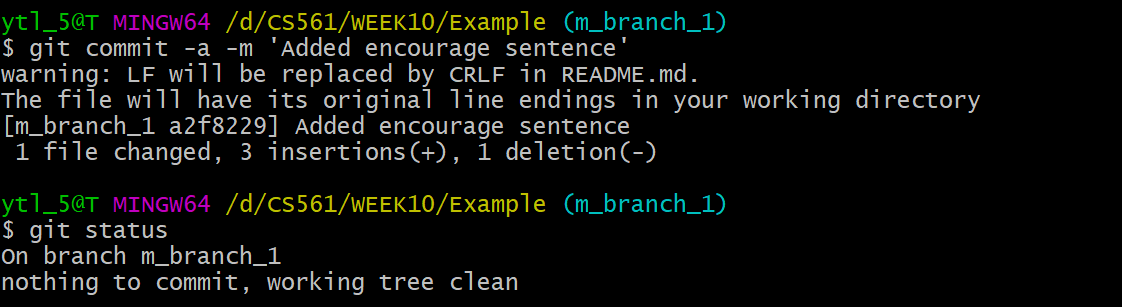 ytl_5@T MINGW64 /d/CS561/WEEK10/Example (m_branch_1)
$ git commit -a -m 'Added encourage sentence'
warning: LF will be replaced by CRLF in README.md.
The file will have its original line endings in your working directory
[m_branch_1 a2f8229] Added encourage sentence
 1 file changed, 3 insertions(+), 1 deletion(-)

ytl_5@T MINGW64 /d/CS561/WEEK10/Example (m_branch_1)
$ git status
On branch m_branch_1
nothing to commit, working tree clean